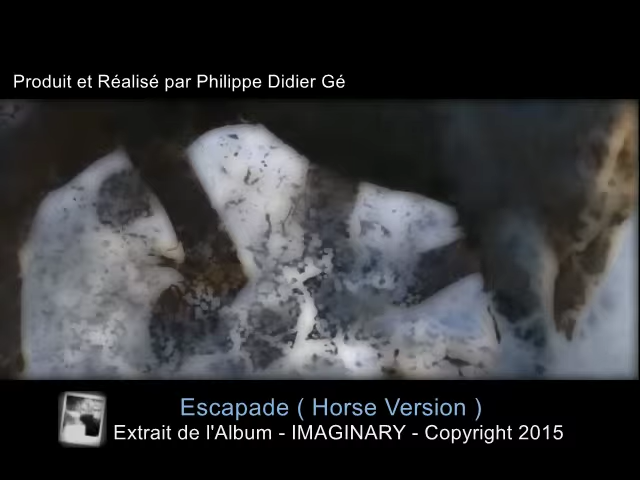 Produit et Réalisé par Philippe Didier Gé
Escapade ( Horse Version )
Extrait de l'Album - IMAGINARY - Copyright 2015